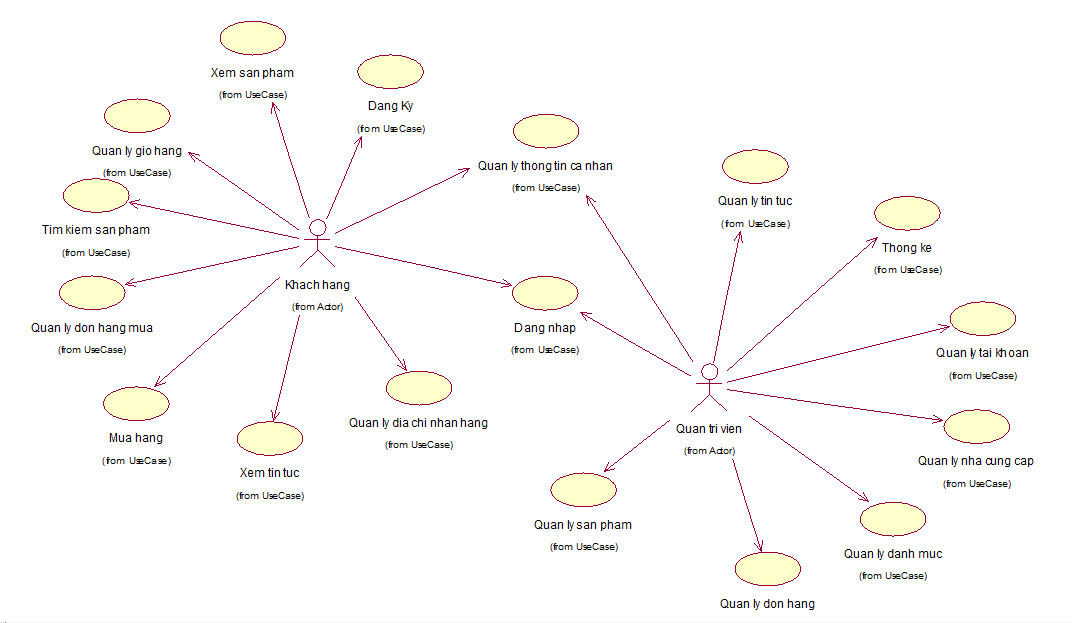 Xem san pham
(from UseCase)
Dang Ky
(from UseCase)
Quan ly gio hang
(from UseCase)
Quan ly thong tin ca nhan
(from UseCase)
Quan ly tin tuc
(from UseCase)
Tim kiem san pham
(from UseCase)
Thong ke
(from UseCase)
Khach hang
(from Actor)
Quan ly don hang mua
(from UseCase)
Dang nhap
(from UseCase)
Quan ly tai khoan
(from UseCase)
Quan ly dia chi nhan hang
(from UseCase)
Quan tri vien
(from Actor)
Mua hang
(from UseCase)
Xem tin tuc
(from UseCase)
Quan ly nha cung cap
(from UseCase)
Quan ly san pham
(from UseCase)
Quan ly danh muc
(from UseCase)
Quan ly don hang